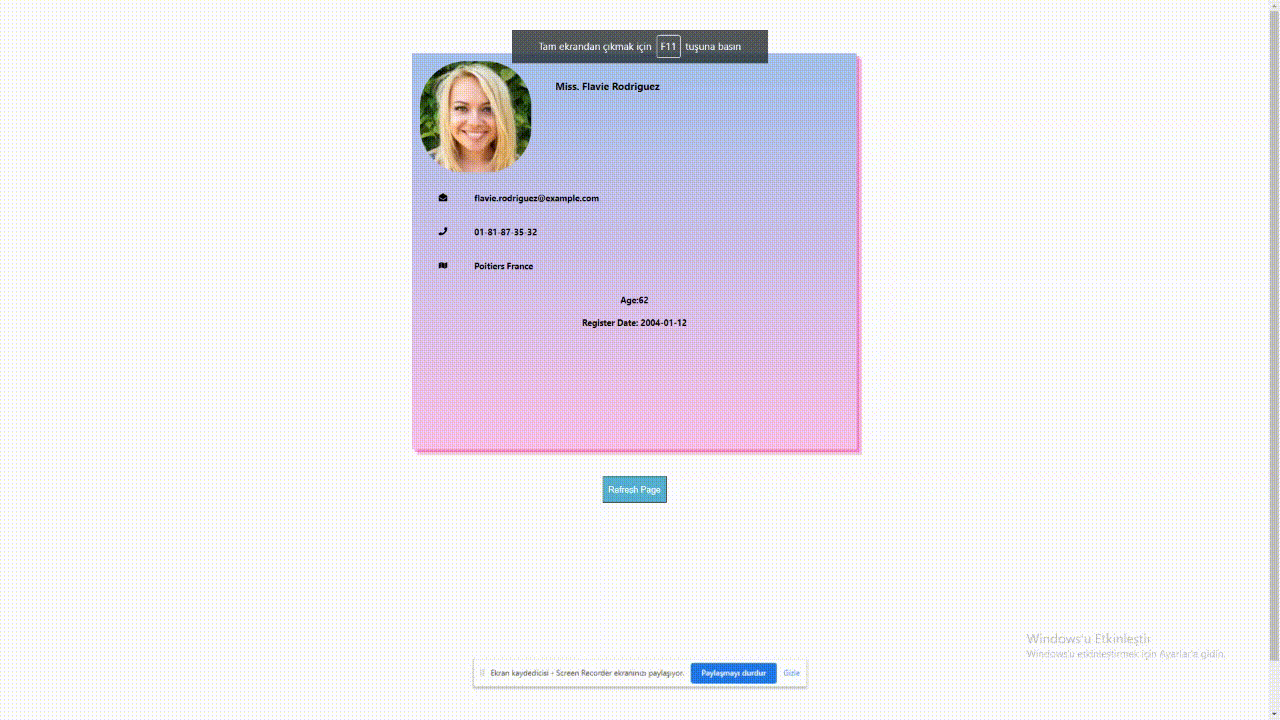 Tam ekrandan çıkmak için F11 tuşuna basın
Miss. Flavie Rodriguez
flavie.rodriguez@example.com
01-81-87-35-32
Poitiers France
Age:62
Register Date: 2004-01-12
Refresh Page
Windows'u Etkinleştir
Windows'u etkinleştirmek için Ayarlar'a gidin.
Ekran kaydedicisi - Screen Recorder ekranınızı paylaşıyor. Paylaşmayı durdur Gizle